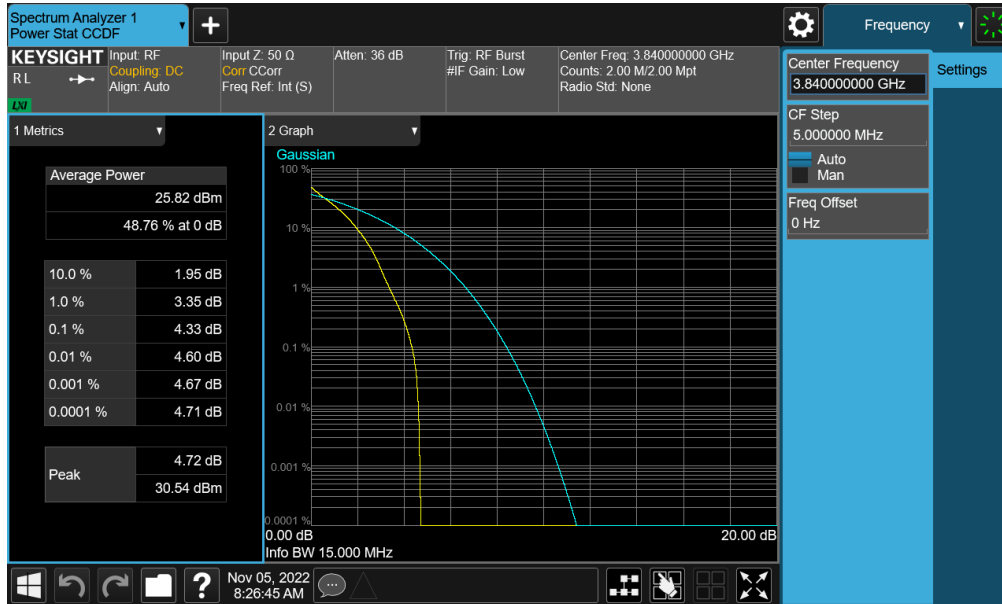 Spectrum Analyzer 1
Power Stat CCDF
Frequency
KEYSIGHT
R L
LXI
Input: RF
Coupling: DC
Align: Auto
Input Z: 50 Ω
Corr CCorr
Freq Ref: Int (S)
Atten: 36 dB
Trig: RF Burst
#IF Gain: Low
Center Freq: 3.840000000 GHz
Counts: 2.00 M/2.00 Mpt
Radio Std: None
Center Frequency
3.840000000 GHz
Settings
CF Step
5.000000 MHz
Auto
Man
Freq Offset
0 Hz
1 Metrics
Average Power
25.82 dBm
48.76 % at 0 dB
10.0 % 1.95 dB
1.0 % 3.35 dB
0.1 % 4.33 dB
0.01 % 4.60 dB
0.001 % 4.67 dB
0.0001 % 4.71 dB
Peak 4.72 dB
30.54 dBm
2 Graph
Gaussian
100 %
10 %
1 %
0.1 %
0.01 %
0.001 %
0.0001 %
0.00 dB 20.00 dB
Info BW 15.000 MHz
?
Nov 05, 2022
8:26:45 AM